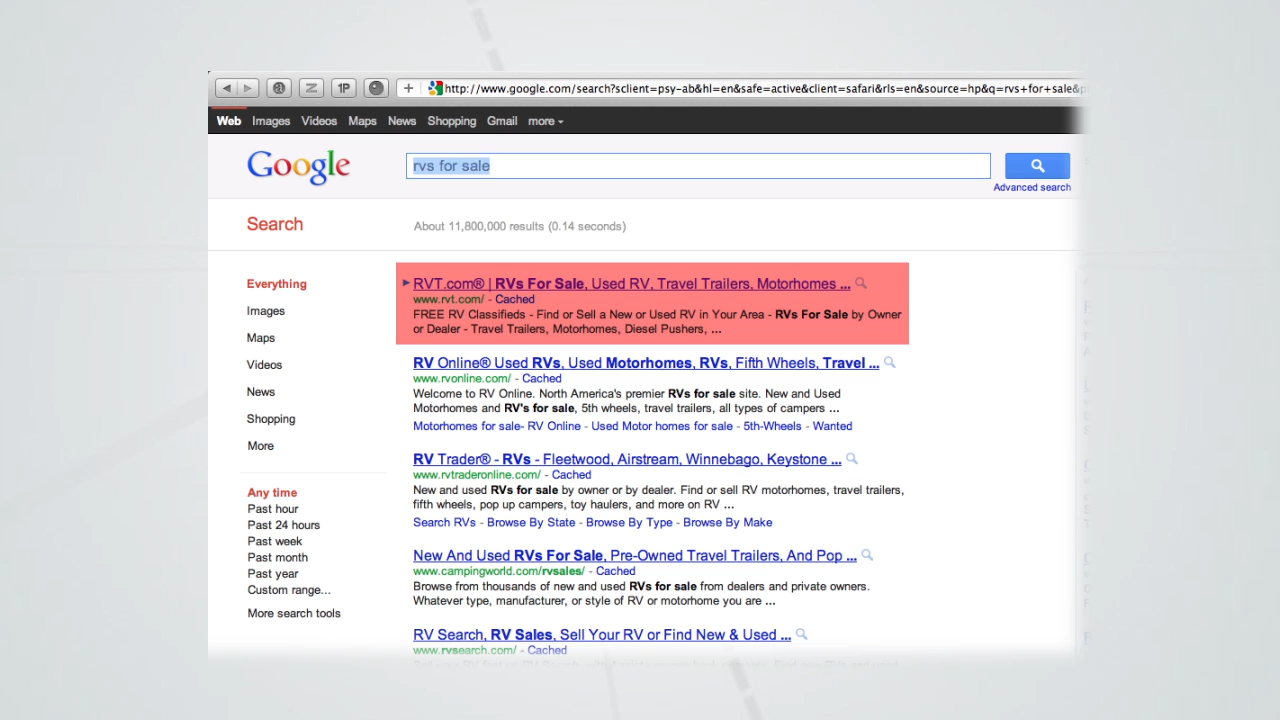 1P
http://www.google.com/search?sclient=psy-ab&hl=en&safe=active&client=safari&rls=en&source=hp&q=rvs+for+sale&
Web Images Videos Maps News Shopping Gmail more
Google
rvs for sale
Advanced search
Search
About 11,800,000 results (0.14 seconds)
Everything
Images
Maps
Videos
News
Shopping
More
Any time
Past hour
Past 24 hours
Past week
Past month
Past year
Custom range...
More search tools
RVT.com® | RVs For Sale, Used RV, Travel Trailers, Motorhomes ...
www.rvt.com/ - Cached
FREE RV Classifieds - Find or Sell a New or Used RV in Your Area - RVs For Sale by Owner
or Dealer - Travel Trailers, Motorhomes, Diesel Pushers, ...
RV Online® Used RVs, Used Motorhomes, RVs, Fifth Wheels, Travel ...
www.rvonline.com/ - Cached
Welcome to RV Online. North America's premier RVs for sale site. New and Used
Motorhomes and RV's for sale, 5th wheels, travel trailers, all types of campers ...
Motorhomes for sale- RV Online - Used Motor homes for sale - 5th-Wheels - Wanted
RV Trader® - RVs - Fleetwood, Airstream, Winnebago, Keystone ...
www.rvtraderonline.com/ - Cached
New and used RVs for sale by owner or by dealer. Find or sell RV motorhomes, travel trailers,
fifth wheels, pop up campers, toy haulers, and more on RV ...
Search RVs - Browse By State - Browse By Type - Browse By Make
New And Used RVs For Sale, Pre-Owned Travel Trailers, And Pop ...
www.campingworld.com/rvsales/ - Cached
Browse from thousands of new and used RVs for sale from dealers and private owners.
Whatever type, manufacturer, or style of RV or motorhome you are ...
RV Search, RV Sales, Sell Your RV or Find New & Used ...
www.rvsearch.com/ - Cached